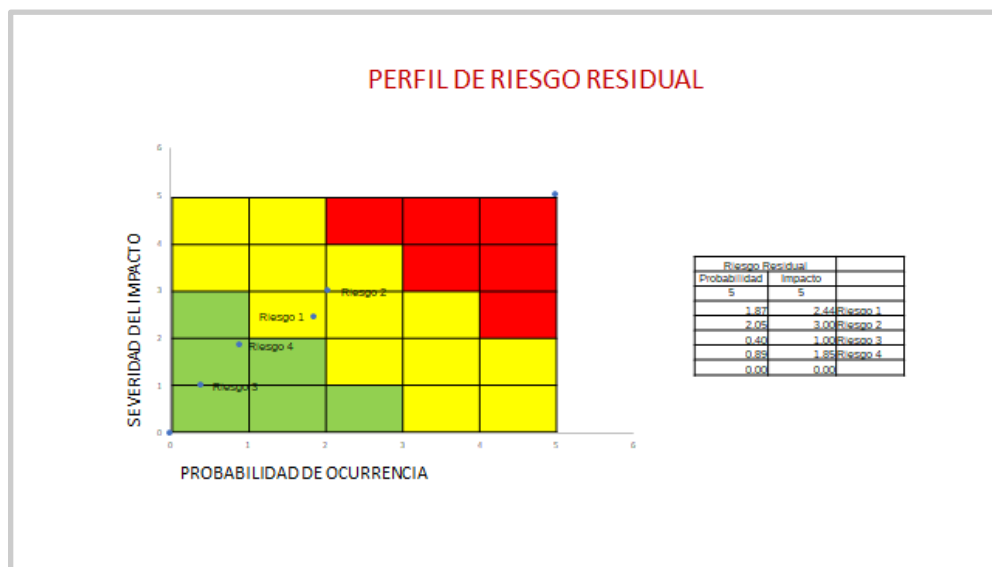 PERFIL DE RIESGO RESIDUAL
SEVERIDAD DEL IMPACTO
6
5
4
3
2
1
0
Riesgo 2
Riesgo 1
Riesgo 4
Riesgo 3
0 1 2 3 4 5 6
PROBABILIDAD DE OCURRENCIA
Riesgo Residual
Probabilidad Impacto
5 5
1.87 2.44 Riesgo 1
2.05 3.00 Riesgo 2
0.40 1.00 Riesgo 3
0.89 1.85 Riesgo 4
0.00 0.00